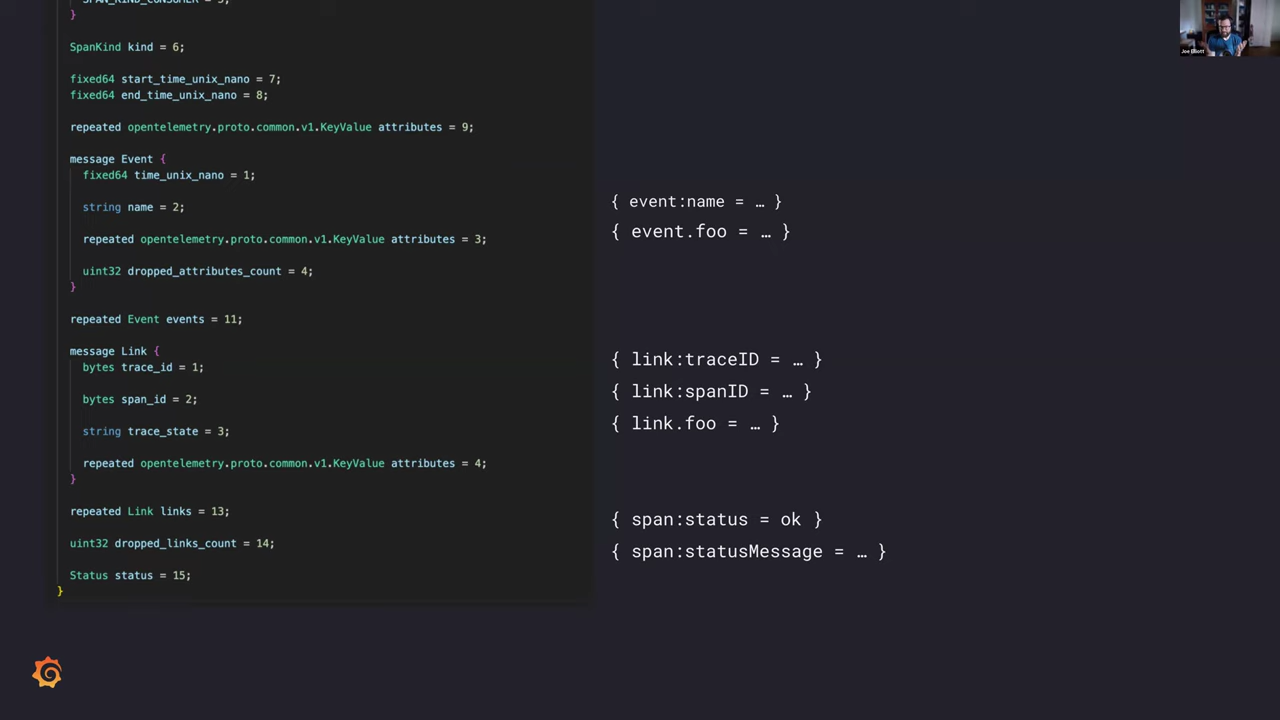 SPAN_KIND_CONSUMER = 5;
}
SpanKind kind = 6;
fixed64 start_time_unix_nano = 7;
fixed64 end_time_unix_nano = 8;
repeated opentelemetry.proto.common.v1.KeyValue attributes = 9;
message Event {
fixed64 time_unix_nano = 1;
string name = 2;
repeated opentelemetry.proto.common.v1.KeyValue attributes = 3;
uint32 dropped_attributes_count = 4;
}
repeated Event events = 11;
message Link {
bytes trace_id = 1;
bytes span_id = 2;
string trace_state = 3;
repeated opentelemetry.proto.common.v1.KeyValue attributes = 4;
}
repeated Link links = 13;
uint32 dropped_links_count = 14;
Status status = 15;
}
{ event:name = … }
{ event.foo = … }
{ link:traceID = … }
{ link:spanID = … }
{ link.foo = … }
{ span:status = ok }
{ span:statusMessage = … }
Joe Elliott